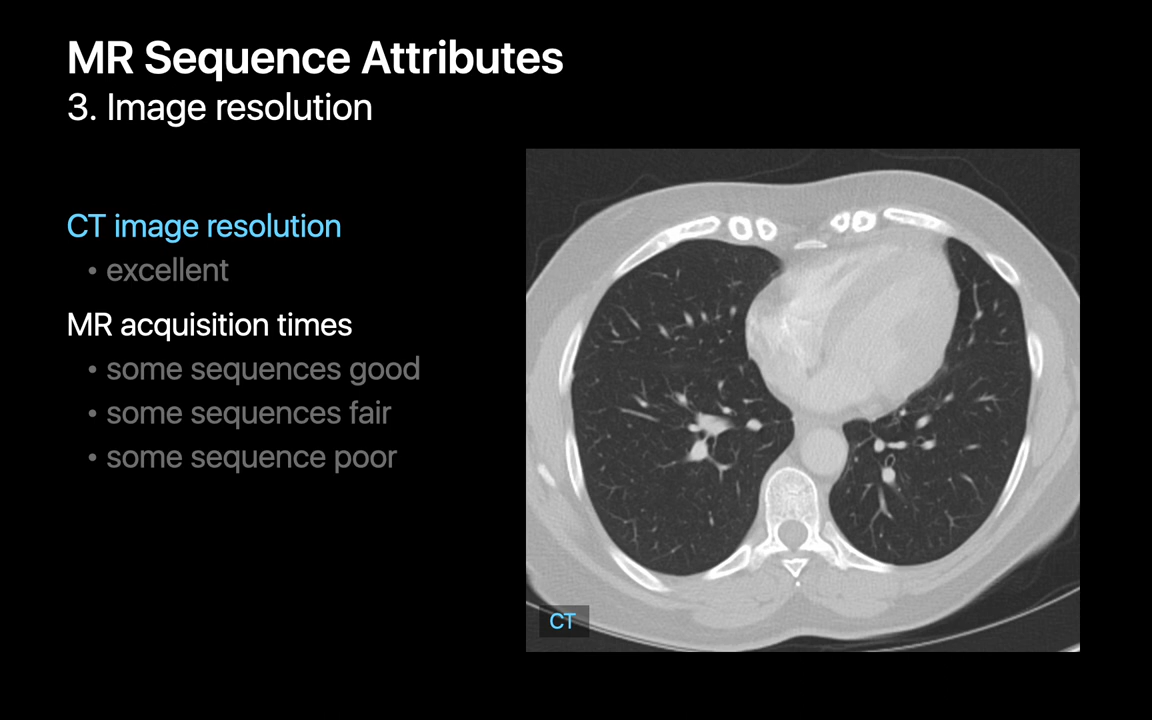 MR Sequence Attributes
3. Image resolution
CT image resolution
• excellent
MR acquisition times
• some sequences good
• some sequences fair
• some sequence poor
CT